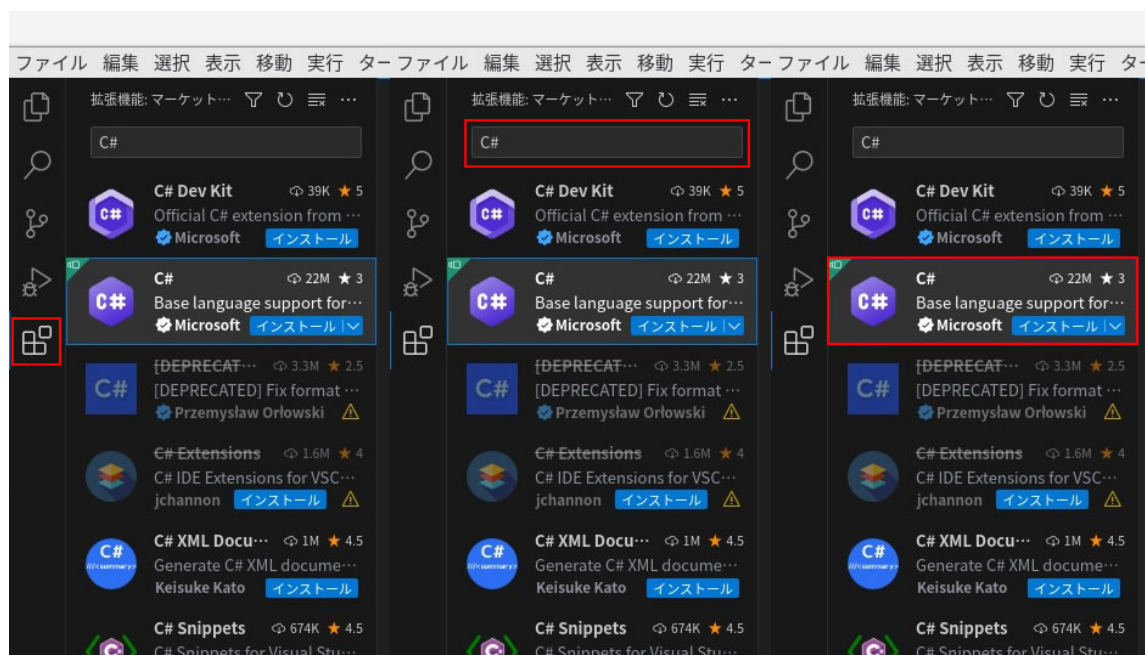 ファイル 編集 選択 表示 移動 実行 ター
拡張機能: マーケット…
C#
C# Dev Kit 39K ★ 5
Official C# extension from …
Microsoft インストール
C# 22M ★ 3
Base language support for…
Microsoft インストール
[DEPRECAT… 3.3M ★ 2.5
C# [DEPRECATED] Fix format …
Przemysław Orłowski
C# Extensions 1.6M ★ 4
C# IDE Extensions for VSC…
jchannon インストール
C# XML Docu… 1M ★ 4.5
C# Generate C# XML docume…
///<summary>
Keisuke Kato インストール
C# Snippets 674K ★ 4.5
C# Snippets for Visual Stu…
ファイル 編集 選択 表示 移動 実行 ター
拡張機能: マーケット…
C#
C# Dev Kit 39K ★ 5
Official C# extension from …
Microsoft インストール
C# 22M ★ 3
Base language support for…
Microsoft インストール
[DEPRECAT… 3.3M ★ 2.5
C# [DEPRECATED] Fix format …
Przemysław Orłowski
C# Extensions 1.6M ★ 4
C# IDE Extensions for VSC…
jchannon インストール
C# XML Docu… 1M ★ 4.5
C# Generate C# XML docume…
///<summary>
Keisuke Kato インストール
C# Snippets 674K ★ 4.5
C# Snippets for Visual Stu…
ファイル 編集 選択 表示 移動 実行 ター
拡張機能: マーケット…
C#
C# Dev Kit 39K ★ 5
Official C# extension from …
Microsoft インストール
C# 22M ★ 3
Base language support for…
Microsoft インストール
[DEPRECAT… 3.3M ★ 2.5
C# [DEPRECATED] Fix format …
Przemysław Orłowski
C# Extensions 1.6M ★ 4
C# IDE Extensions for VSC…
jchannon インストール
C# XML Docu… 1M ★ 4.5
C# Generate C# XML docume…
///<summary>
Keisuke Kato インストール
C# Snippets 674K ★ 4.5
C# Snippets for Visual Stu…